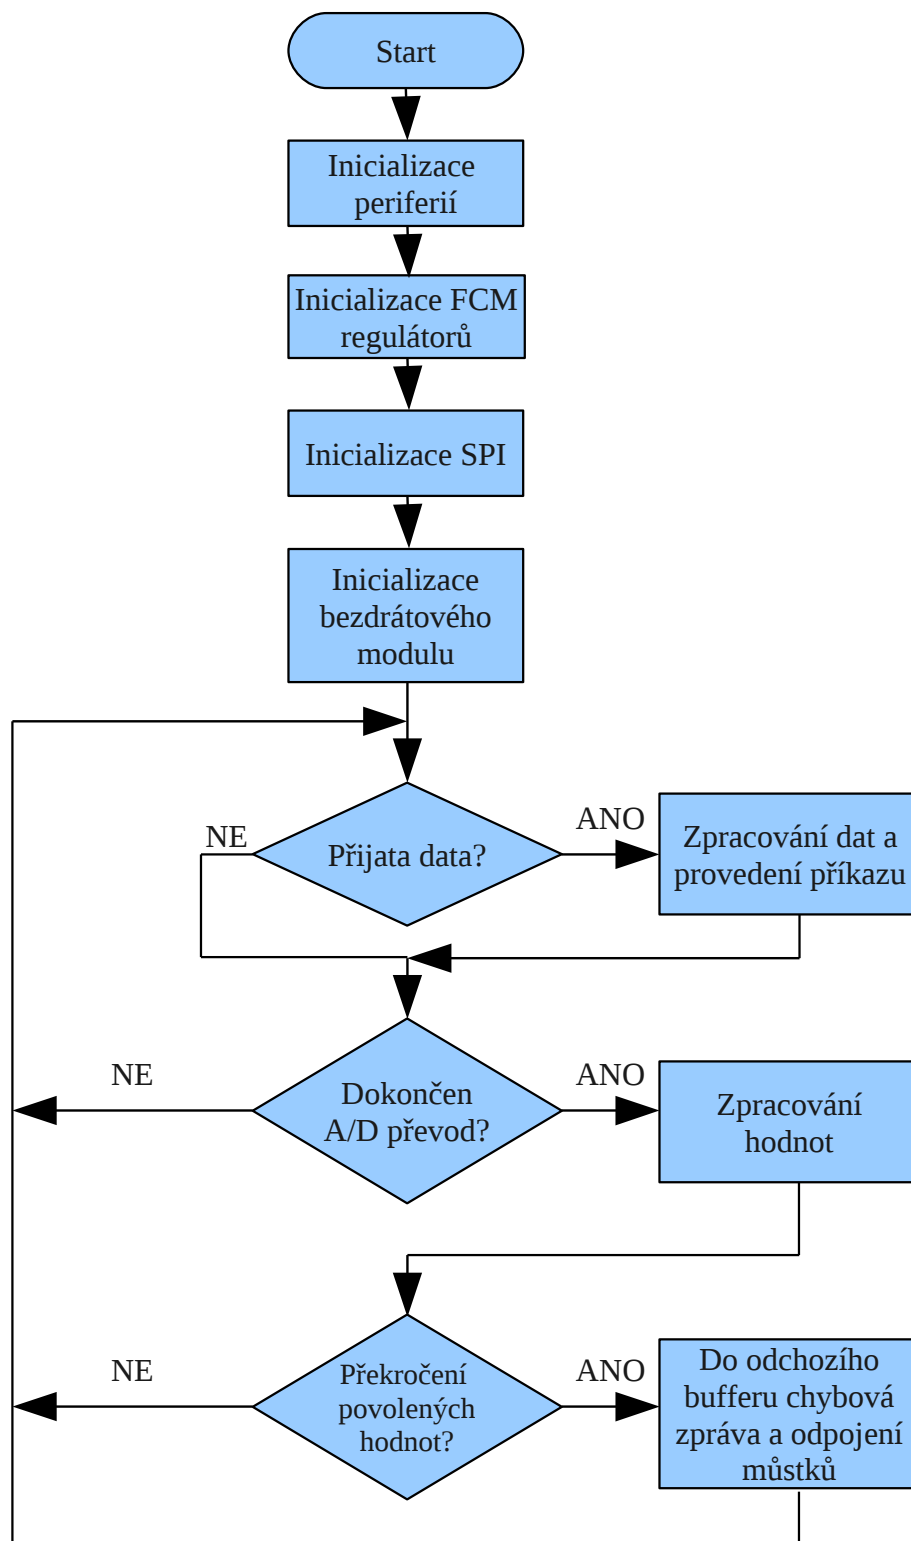 Start
Inicializace
periferií
Inicializace FCM
regulátorů
Inicializace SPI
Inicializace
bezdrátového
modulu
NE
Přijata data?
ANO
Zpracování dat a
provedení příkazu
NE
Dokončen
A/D převod?
ANO
Zpracování
hodnot
NE
Překročení
povolených
hodnot?
ANO
Do odchozího
bufferu chybová
zpráva a odpojení
můstků